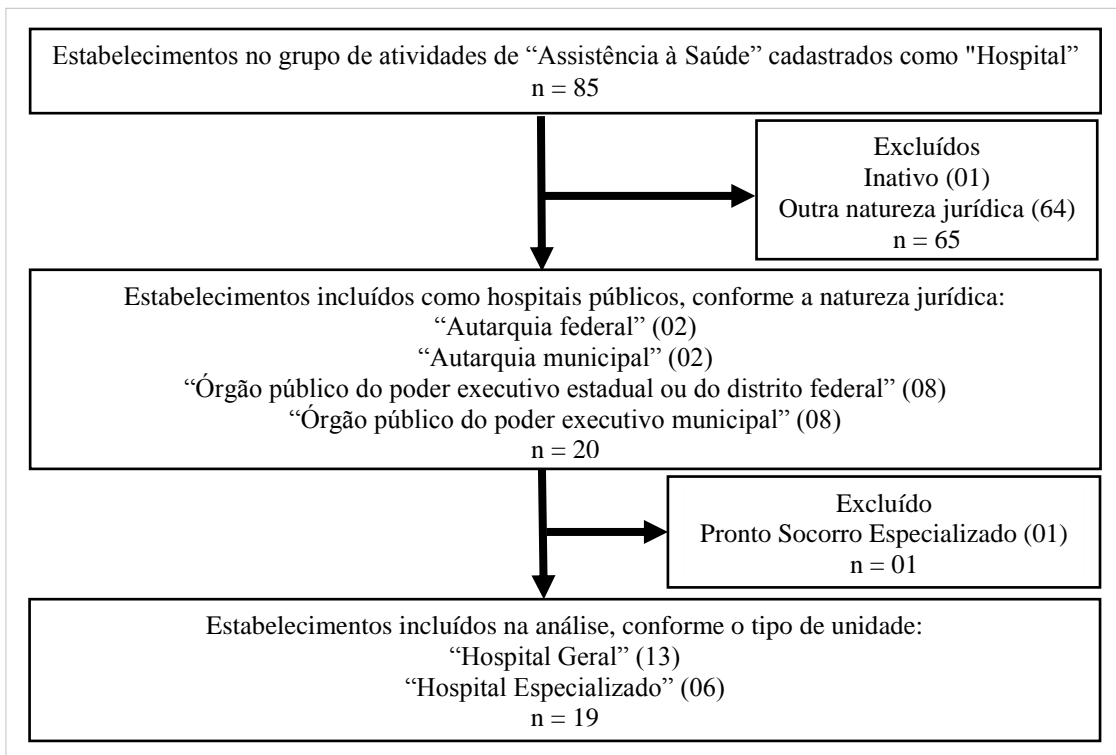 Estabelecimentos no grupo de atividades de “Assistência à Saúde” cadastrados como "Hospital”
n = 85
Excluídos
Inativo (01)
Outra natureza jurídica (64)
n = 65
Estabelecimentos incluídos como hospitais públicos, conforme a natureza jurídica:
“Autarquia federal” (02)
“Autarquia municipal” (02)
“Órgão público do poder executivo estadual ou do distrito federal” (08)
“Órgão público do poder executivo municipal” (08)
n = 20
Excluído
Pronto Socorro Especializado (01)
n = 01
Estabelecimentos incluídos na análise, conforme o tipo de unidade:
“Hospital Geral” (13)
“Hospital Especializado” (06)
n = 19